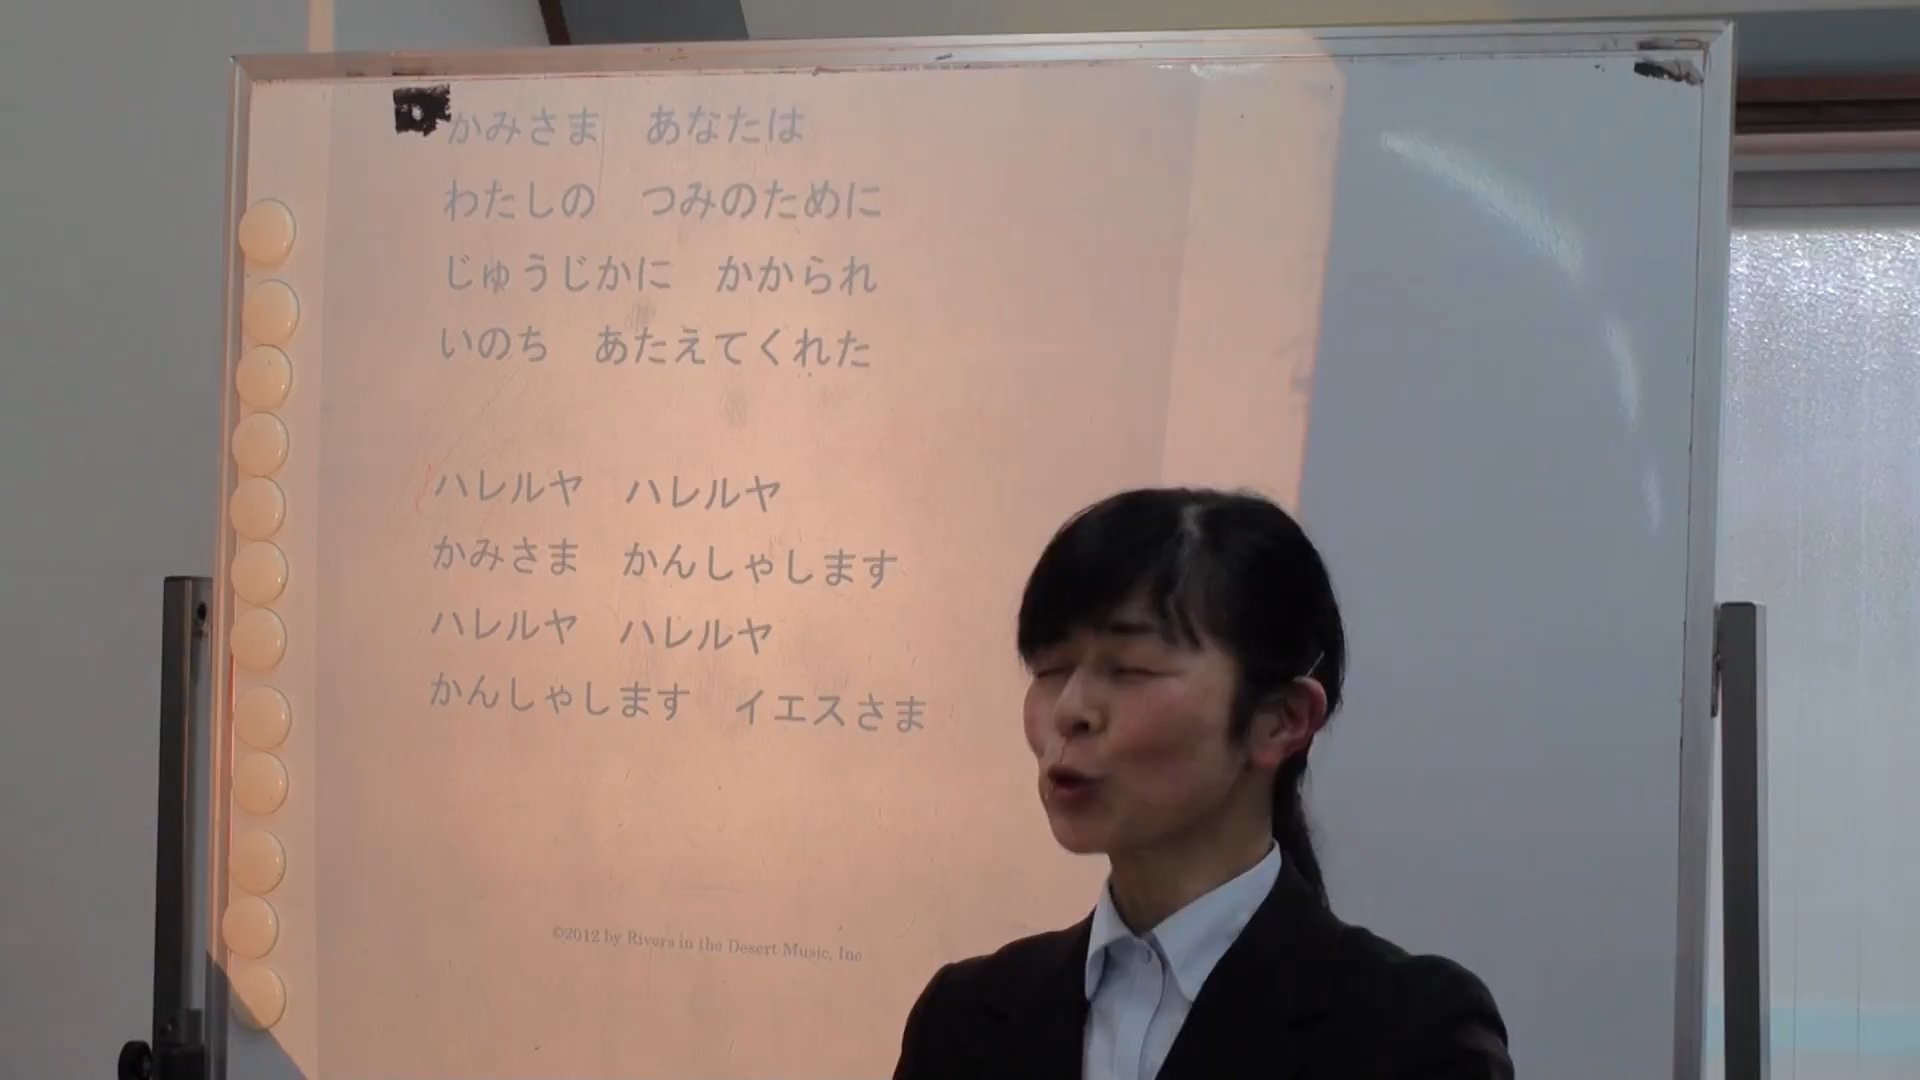 かみさま　あなたは
わたしの　つみのために
じゅうじかに　かかられ
いのち　あたえてくれた
ハレルヤ　ハレルヤ
かみさま　かんしゃします
ハレルヤ　ハレルヤ
かんしゃします　イエスさま
©2012 by Rivers in the Desert Music, Inc